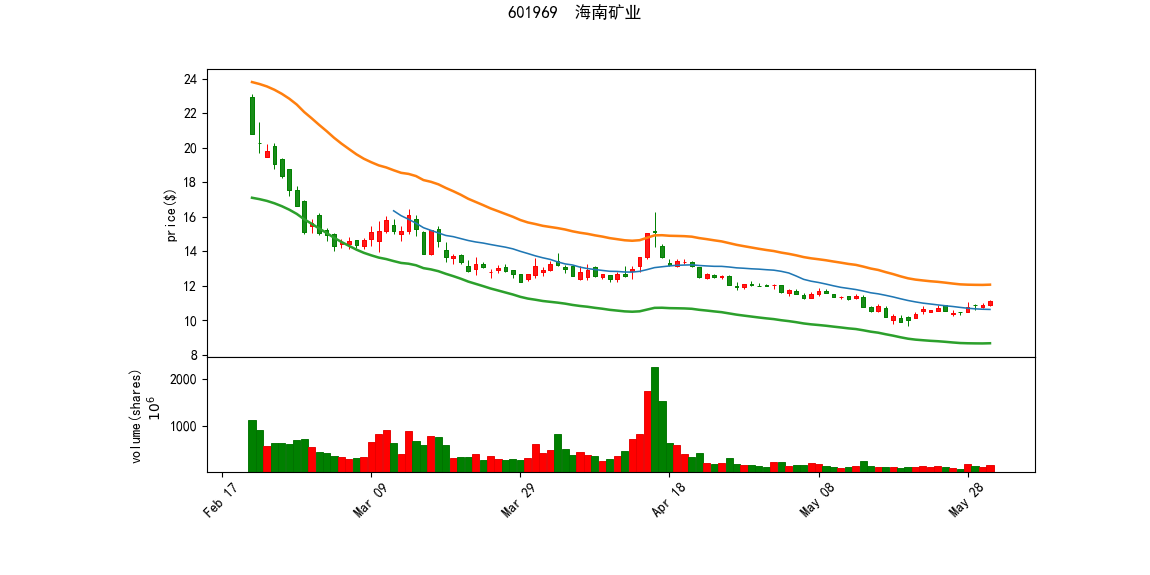 601969 海南矿业
24
22
20
18
16
14
12
10
8
price($)
2000
1000
volume(shares)
10^6
Feb 17
Mar 09
Mar 29
Apr 18
May 08
May 28